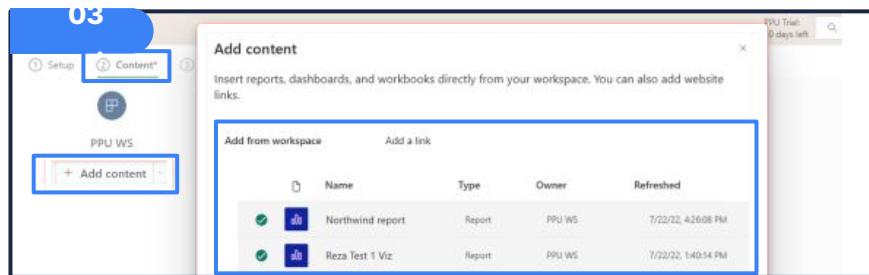 03
PPU Trial:
0 days left
1 Setup
2 Content*
Add content
Insert reports, dashboards, and workbooks directly from your workspace. You can also add website
links.
PPU WS
+ Add content
Add from workspace
Add a link
Name Type Owner Refreshed
Northwind report Report PPU WS 7/22/22, 4:26:08 PM
Reza Test 1 Viz Report PPU WS 7/22/22, 1:40:14 PM